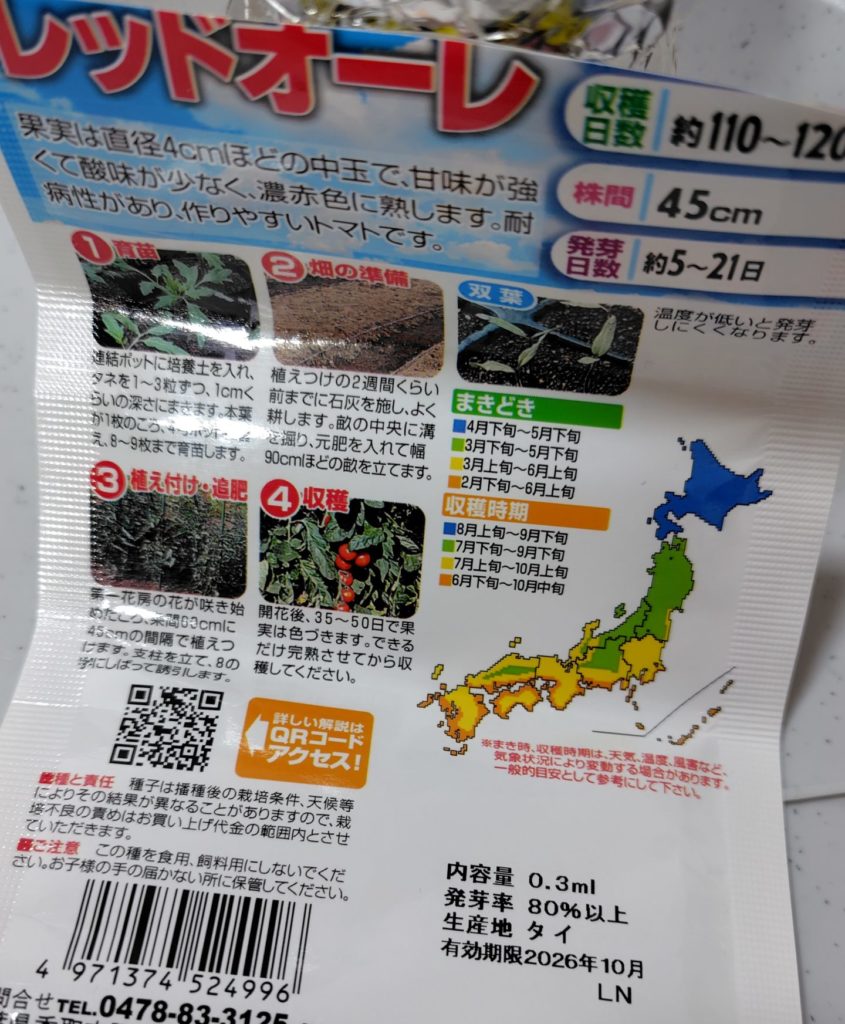 レッドオーレ
果実は直径4cmほどの中玉で、甘味が強
くて酸味が少なく、濃赤色に熟します。耐
病性があり、作りやすいトマトです。
収穫日数 約110～120
株間 45cm
発芽日数 約5～21日
1 育苗
連結ポットに培養土を入れ、
タネを1～3粒ずつ、1cmく
らいの深さにまきます。本葉
が1枚のころ、4号ポット
え、8～9枚まで育苗します。
2 畑の準備
植えつけの2週間くらい
前までに石灰を施し、よく
耕します。畝の中央に溝
を掘り、元肥を入れて幅
90cmほどの畝を立てます。
双葉
温度が低いと発芽
しにくくなります。
まきどき
4月下旬～5月下旬
3月下旬～5月下旬
3月上旬～6月上旬
2月下旬～6月上旬
収穫時期
8月上旬～9月下旬
7月下旬～9月下旬
7月上旬～10月上旬
6月下旬～10月中旬
3 植え付け・追肥
第一花房の花が咲き始
めたころ、条間60cmに
45cmの間隔で植えつ
けます。支柱を立て、8の
字にしばって誘引します。
4 収穫
開花後、35～50日で果
実は色づきます。できる
だけ完熟させてから収
穫してください。
詳しい解説は
QRコード
アクセス!
※まき時、収穫時期は、天気、温度、風害など、
気象状況により変動する場合があります。
一般的目安として参考にして下さい。
種と責任 種子は播種後の栽培条件、天候等
によりその結果が異なることがありますので、栽
培不良の責めはお買い上げ代金の範囲内とさせ
ていただきます。
ご注意 この種を食用、飼料用にしないでくだ
さい。お子様の手の届かない所に保管してください。
内容量 0.3ml
発芽率 80%以上
生産地 タイ
有効期限2026年10月
LN
4 971374 524996
問合せ TEL.0478-83-3125